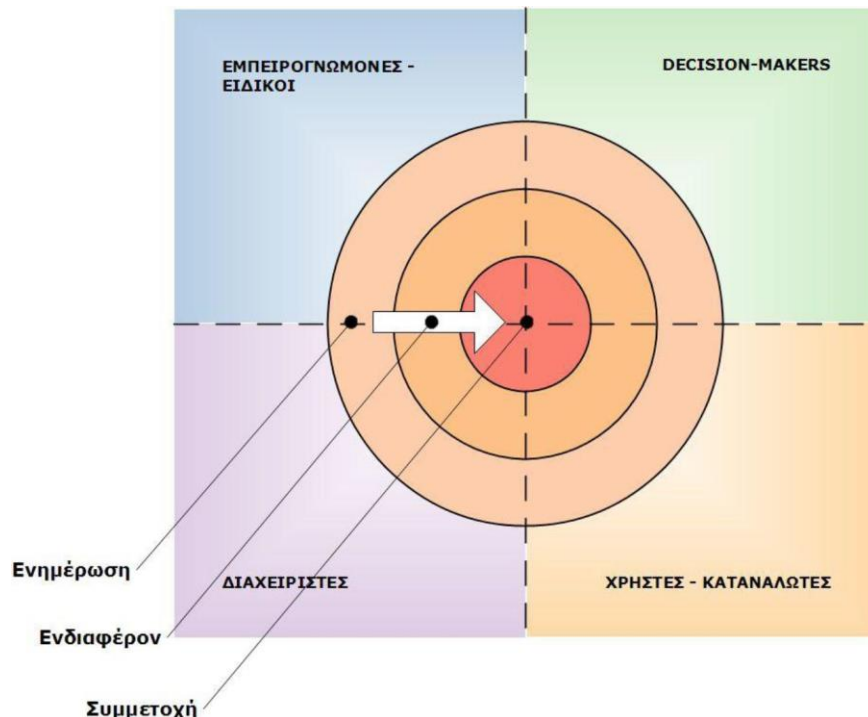 ΕΜΠΕΙΡΟΓΝΩΜΟΝΕΣ -
ΕΙΔΙΚΟΙ
DECISION-MAKERS
Ενημέρωση
ΔΙΑΧΕΙΡΙΣΤΕΣ
ΧΡΗΣΤΕΣ - ΚΑΤΑΝΑΛΩΤΕΣ
Ενδιαφέρον
Συμμετοχή